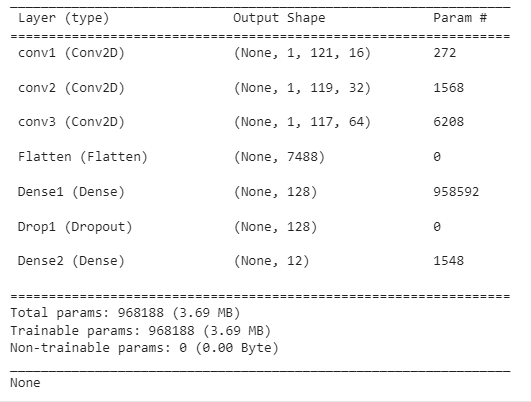 Layer (type) Output Shape Param #
=================================================================
conv1 (Conv2D) (None, 1, 121, 16) 272
conv2 (Conv2D) (None, 1, 119, 32) 1568
conv3 (Conv2D) (None, 1, 117, 64) 6208
Flatten (Flatten) (None, 7488) 0
Dense1 (Dense) (None, 128) 958592
Drop1 (Dropout) (None, 128) 0
Dense2 (Dense) (None, 12) 1548
=================================================================
Total params: 968188 (3.69 MB)
Trainable params: 968188 (3.69 MB)
Non-trainable params: 0 (0.00 Byte)
_________________________________________________________________
None